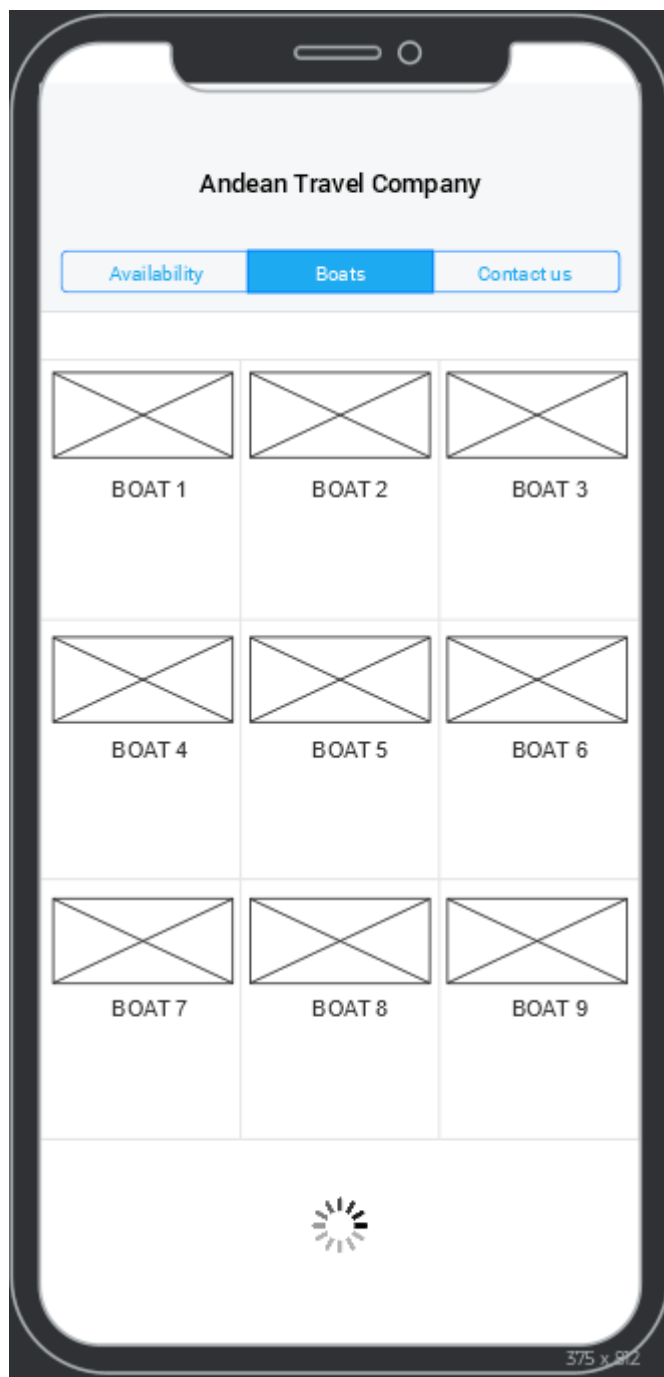 Andean Travel Company
Availability Boats Contact us
BOAT 1 BOAT 2 BOAT 3
BOAT 4 BOAT 5 BOAT 6
BOAT 7 BOAT 8 BOAT 9
375 x 812